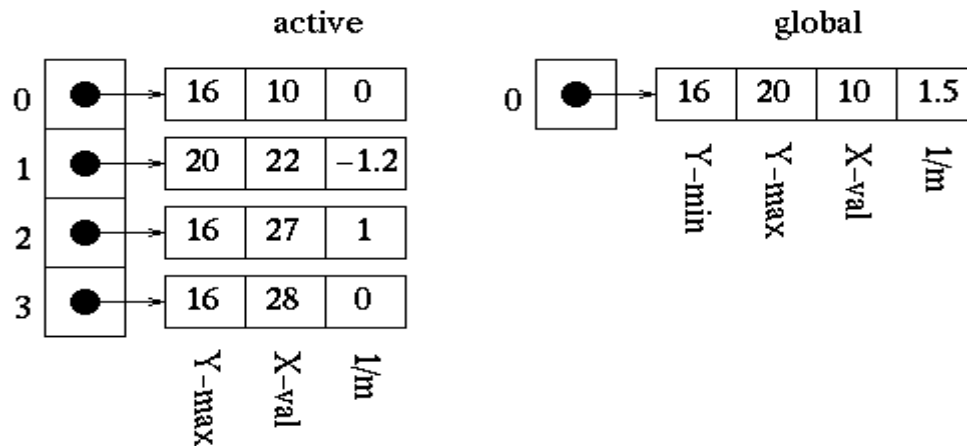 active global
0 16 10 0 0 16 20 10 1.5
1 20 22 −1.2
2 16 27 1
3 16 28 0
Y−max X−val 1/m
Y−min Y−max X−val 1/m